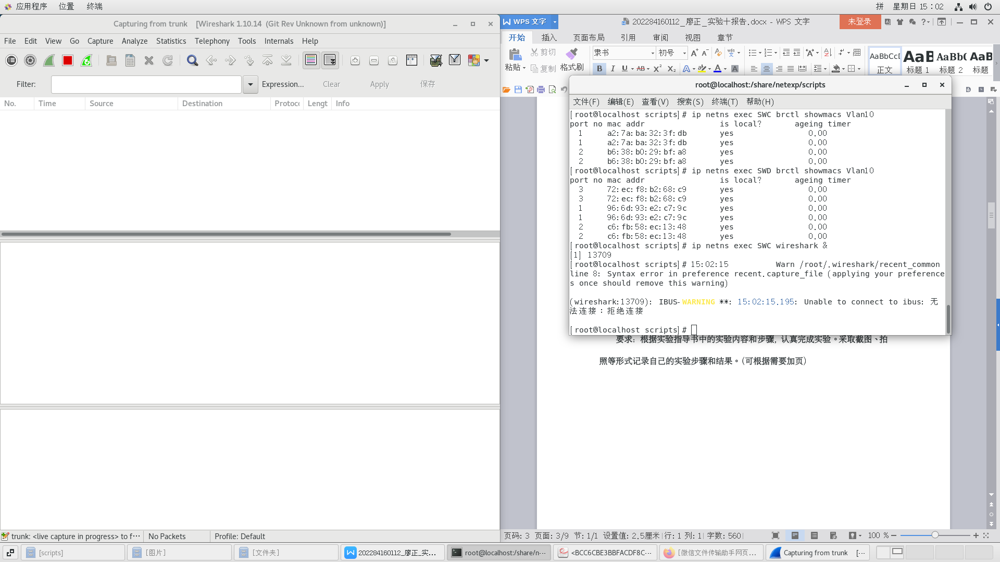 应用程序 位置 终端
拼 星期日 15：02
Capturing from trunk [Wireshark 1.10.14 (Git Rev Unknown from unknown)]
File Edit View Go Capture Analyze Statistics Telephony Tools Internals Help
Filter: Expression... Clear Apply 保存
No. Time Source Destination Protoc Lengt Info
trunk: <live capture in progress> to f··· No Packets Profile: Default
WPS 文字
202284160112_廖正_实验十报告.docx - WPS 文字
未登录
开始 插入 页面布局 引用 审阅 视图 章节
粘贴 剪切 复制 格式刷
隶书 初号
AaBbCcI AaB AaBb( AaB
正文 标题 1 标题 2 标题
root@localhost:/share/netexp/scripts
文件(F) 编辑(E) 查看(V) 搜索(S) 终端(T) 帮助(H)
[root@localhost scripts]# ip netns exec SWC brctl showmacs Vlan10
port no mac addr is local? ageing timer
1 a2:7a:ba:32:3f:db yes 0.00
1 a2:7a:ba:32:3f:db yes 0.00
2 b6:38:b0:29:bf:a8 yes 0.00
2 b6:38:b0:29:bf:a8 yes 0.00
[root@localhost scripts]# ip netns exec SWD brctl showmacs Vlan10
port no mac addr is local? ageing timer
3 72:ec:f8:b2:68:c9 yes 0.00
3 72:ec:f8:b2:68:c9 yes 0.00
1 96:6d:93:e2:c7:9c yes 0.00
1 96:6d:93:e2:c7:9c yes 0.00
2 c6:fb:58:ec:13:48 yes 0.00
2 c6:fb:58:ec:13:48 yes 0.00
[root@localhost scripts]# ip netns exec SWC wireshark &
[1] 13709
[root@localhost scripts]# 15:02:15 Warn /root/.wireshark/recent_common
line 8: Syntax error in preference recent.capture_file (applying your preference
s once should remove this warning)
(wireshark:13709): IBUS-WARNING **: 15:02:15.195: Unable to connect to ibus: 无
法连接：拒绝连接
[root@localhost scripts]#
要求：根据实验指导书中的实验内容和步骤，认真完成实验。采取截图、拍
照等形式记录自己的实验步骤和结果。（可根据需要加页）
页码: 3 页面: 3/9 节: 1/1 设置值: 2.5厘米 行: 1 列: 1 字数: 560 100 %
[scripts] [图片] [文件夹] 202284160112_廖正_实... root@localhost:/share/n--- <BCC6CBE3BBFACDF8C··· [微信文件传输助手网页... Capturing from trunk [···